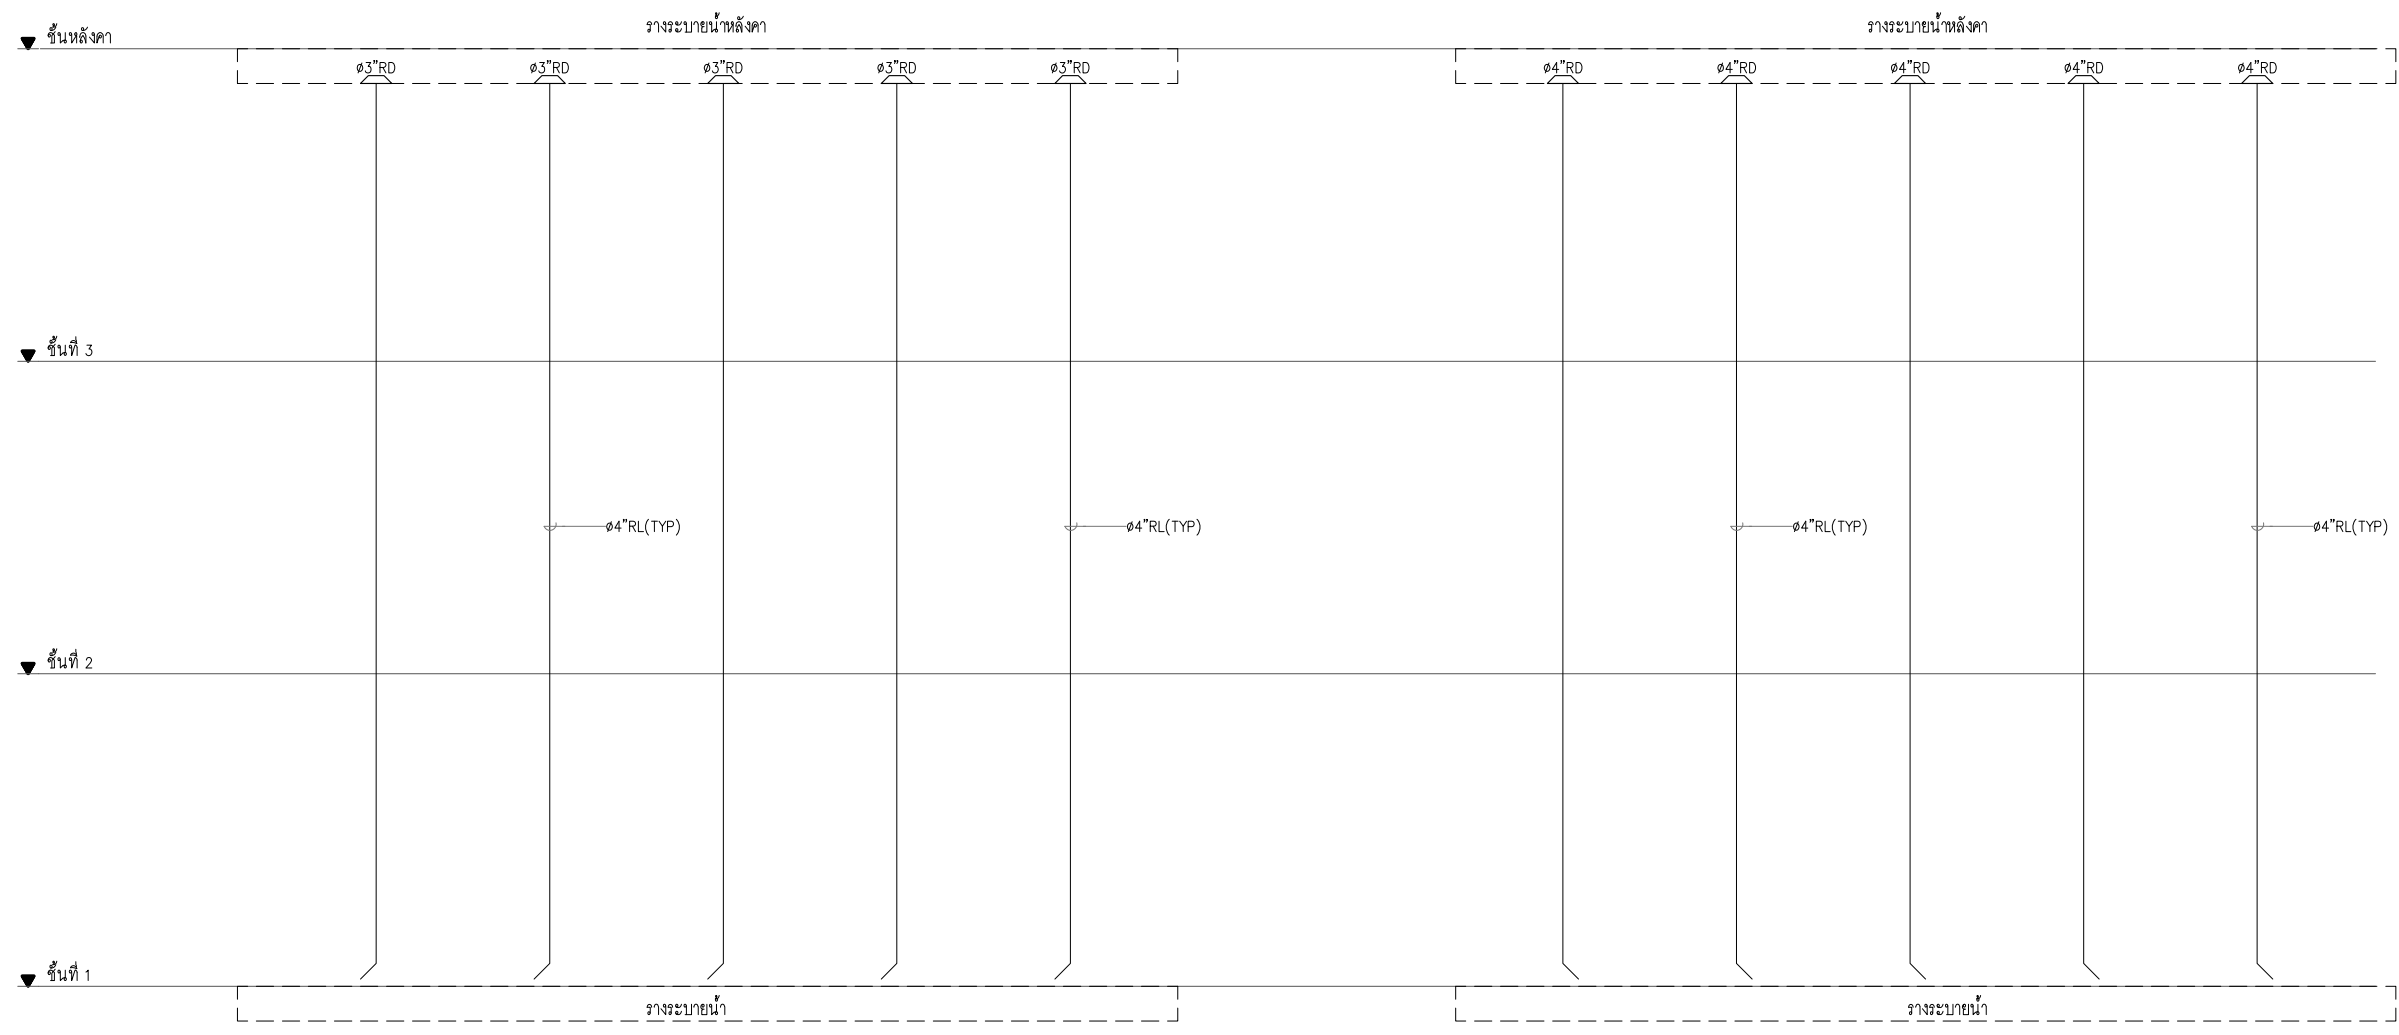 ชั้นหลังคา
รางระบายน้ำหลังคา
รางระบายน้ำหลังคา
ø3"RD
ø3"RD
ø3"RD
ø3"RD
ø3"RD
ø4"RD
ø4"RD
ø4"RD
ø4"RD
ø4"RD
ชั้นที่ 3
ø4"RL(TYP)
ø4"RL(TYP)
ø4"RL(TYP)
ø4"RL(TYP)
ชั้นที่ 2
ชั้นที่ 1
รางระบายน้ำ
รางระบายน้ำ